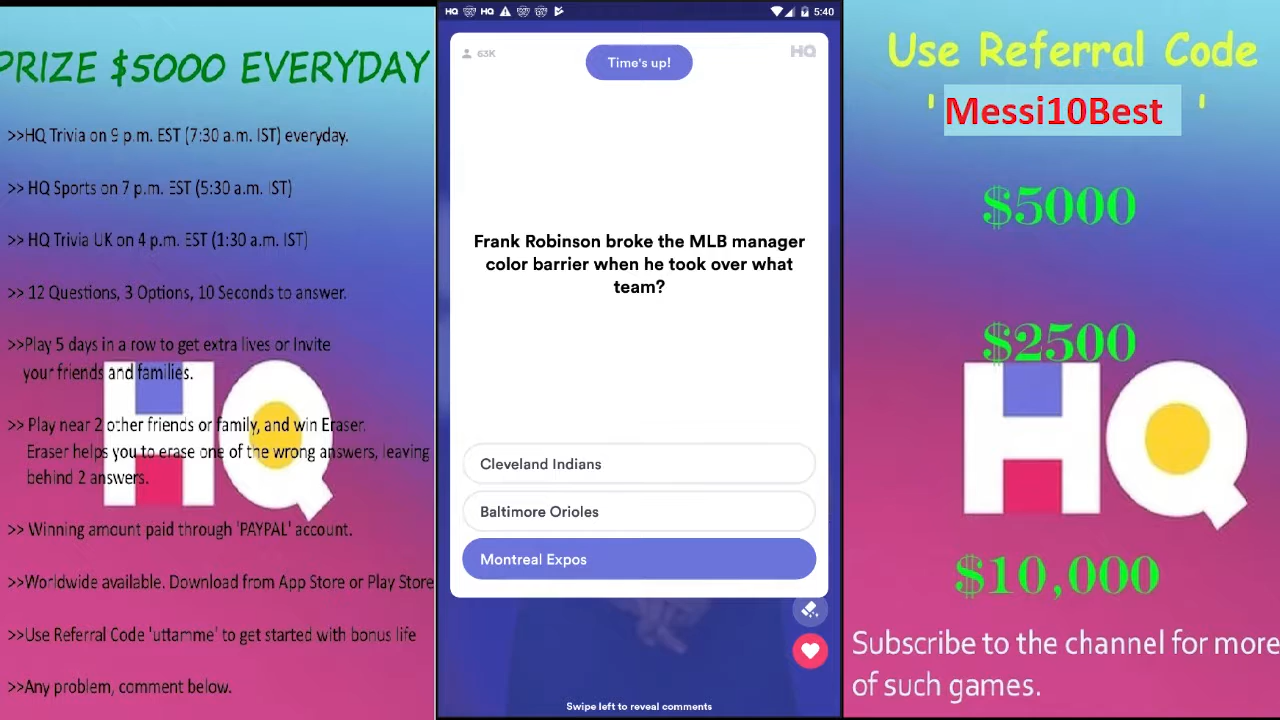 PRIZE $5000 EVERYDAY
>>HQ Trivia on 9 p.m. EST (7:30 a.m. IST) everyday.
>> HQ Sports on 7 p.m. EST (5:30 a.m. IST)
>> HQ Trivia UK on 4 p.m. EST (1:30 a.m. IST)
>> 12 Questions, 3 Options, 10 Seconds to answer.
>>Play 5 days in a row to get extra lives or Invite
your friends and families.
>> Play near 2 other friends or family, and win Eraser.
Eraser helps you to erase one of the wrong answers, leaving
behind 2 answers.
>> Winning amount paid through 'PAYPAL' account.
>>Worldwide available. Download from App Store or Play Store
>>Use Referral Code 'uttamme' to get started with bonus life
>>Any problem, comment below.
HQ
HQ HQ 5:40
63K
Time's up!
HQ
Frank Robinson broke the MLB manager
color barrier when he took over what
team?
Cleveland Indians
Baltimore Orioles
Montreal Expos
Swipe left to reveal comments
Use Referral Code
' Messi10Best '
$5000
$2500
HQ
$10,000
Subscribe to the channel for more
of such games.